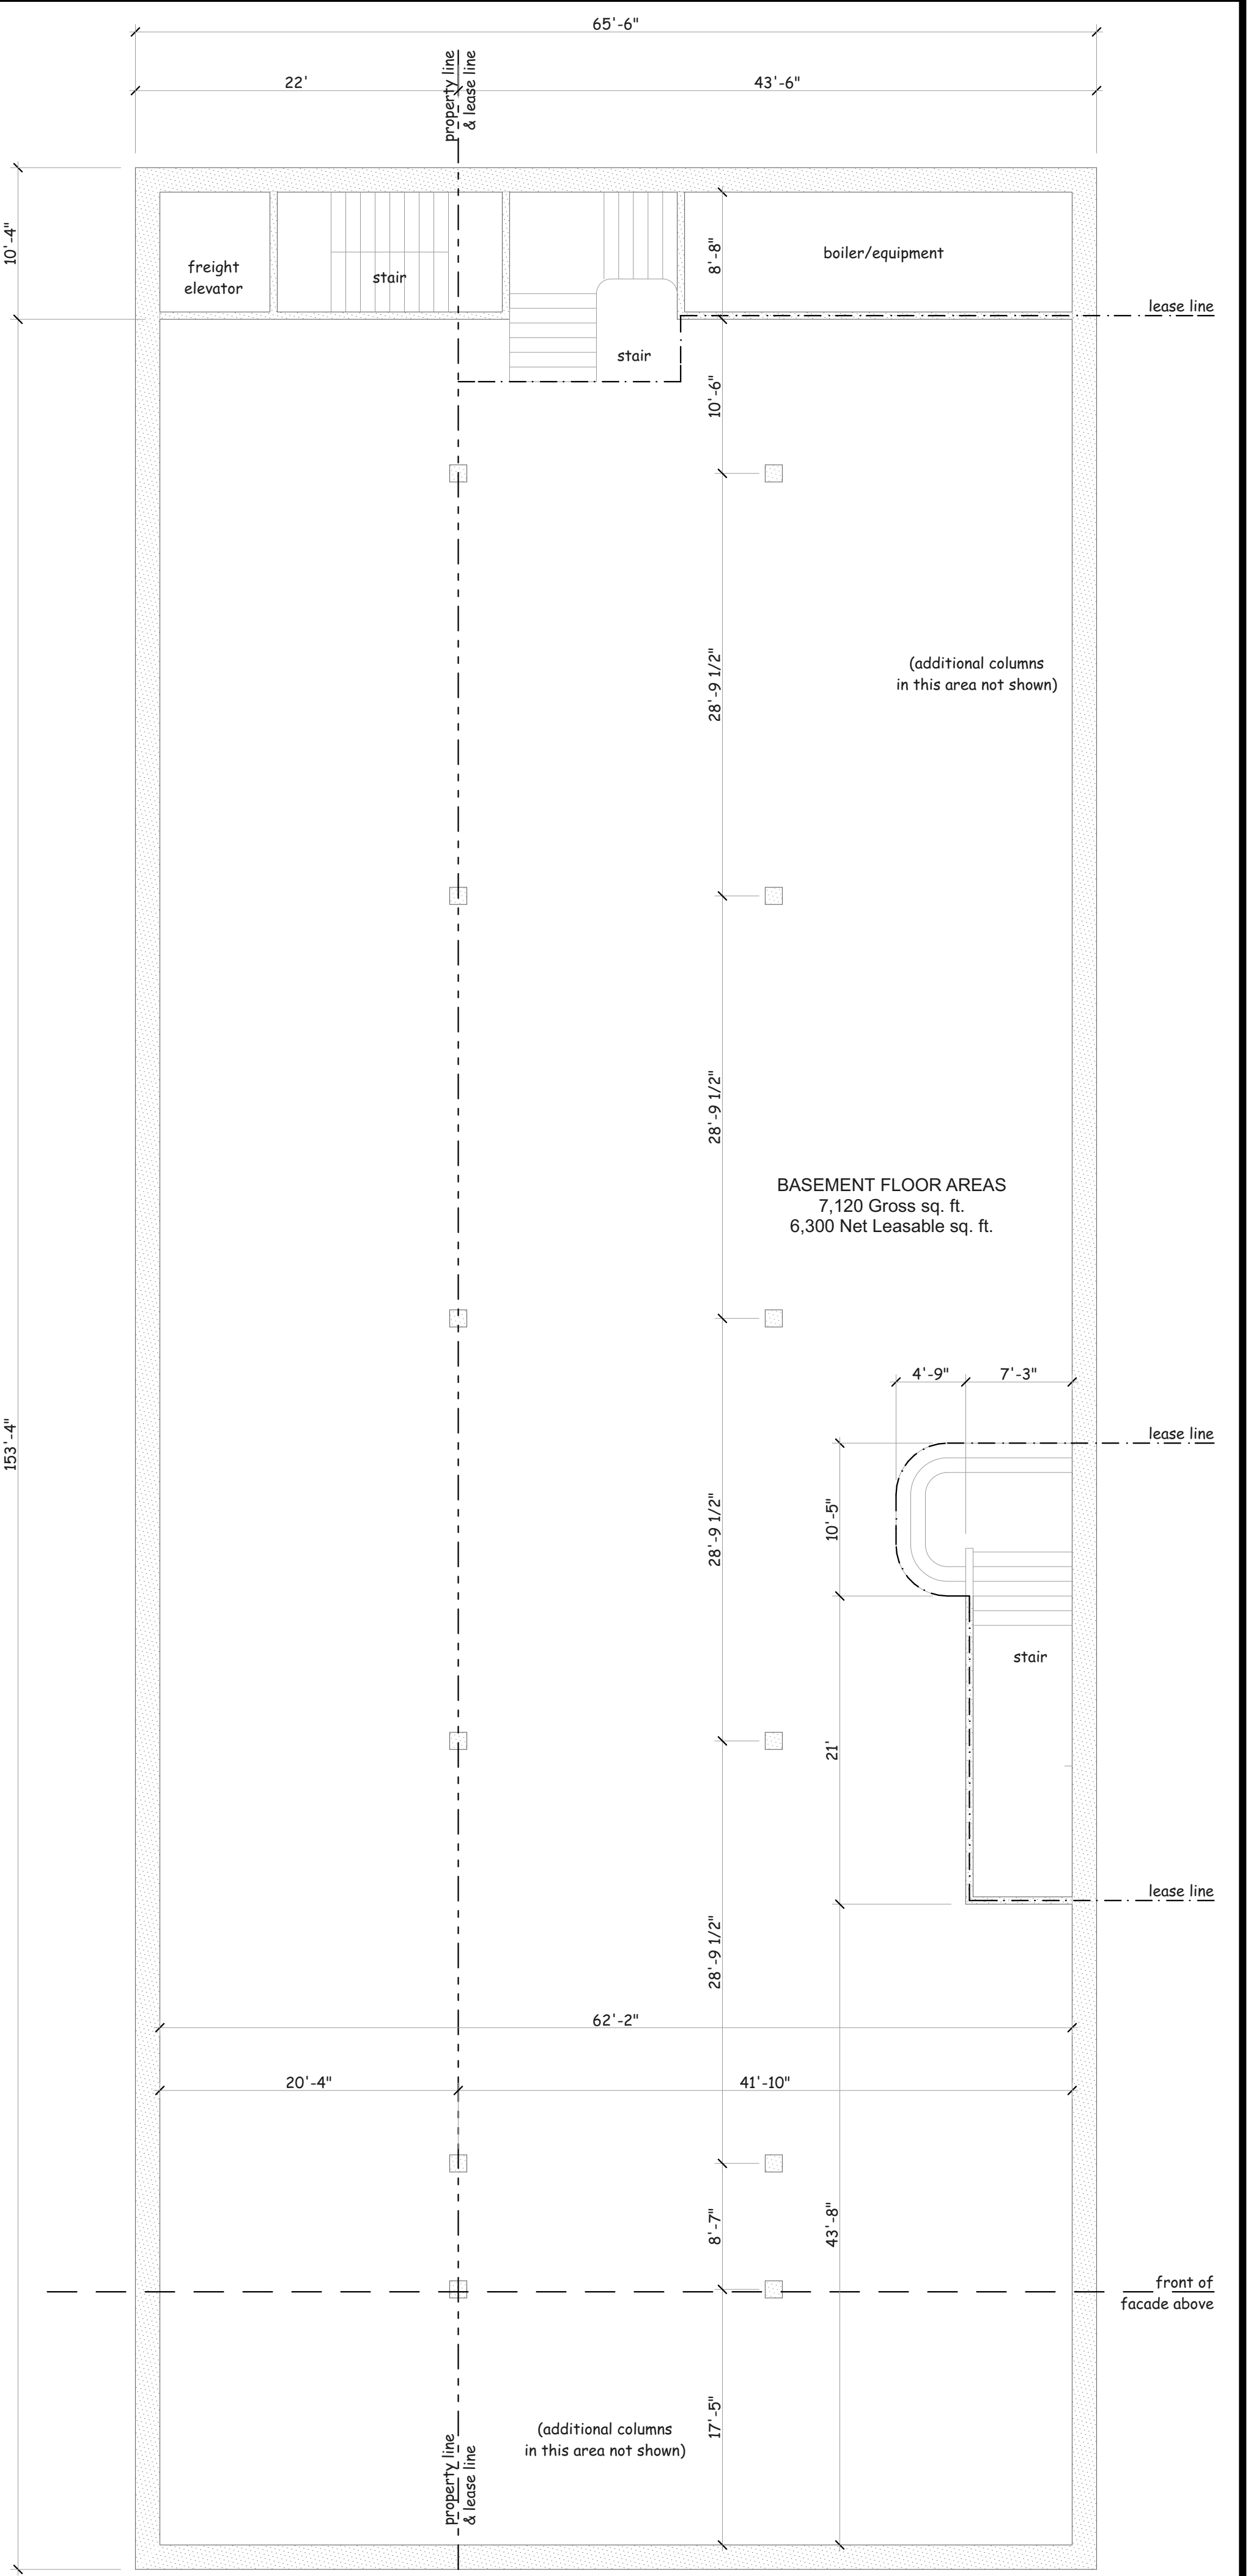 65'-6"
22'
43'-6"
property line
& lease line
10'-4"
8'-8"
freight
elevator
stair
boiler/equipment
lease line
stair
10'-6"
28'-9 1/2"
(additional columns
in this area not shown)
28'-9 1/2"
BASEMENT FLOOR AREAS
7,120 Gross sq. ft.
6,300 Net Leasable sq. ft.
4'-9"
7'-3"
153'-4"
lease line
28'-9 1/2"
10'-5"
stair
21'
lease line
28'-9 1/2"
62'-2"
20'-4"
41'-10"
8'-7"
43'-8"
front of
facade above
17'-5"
(additional columns
in this area not shown)
property line
& lease line